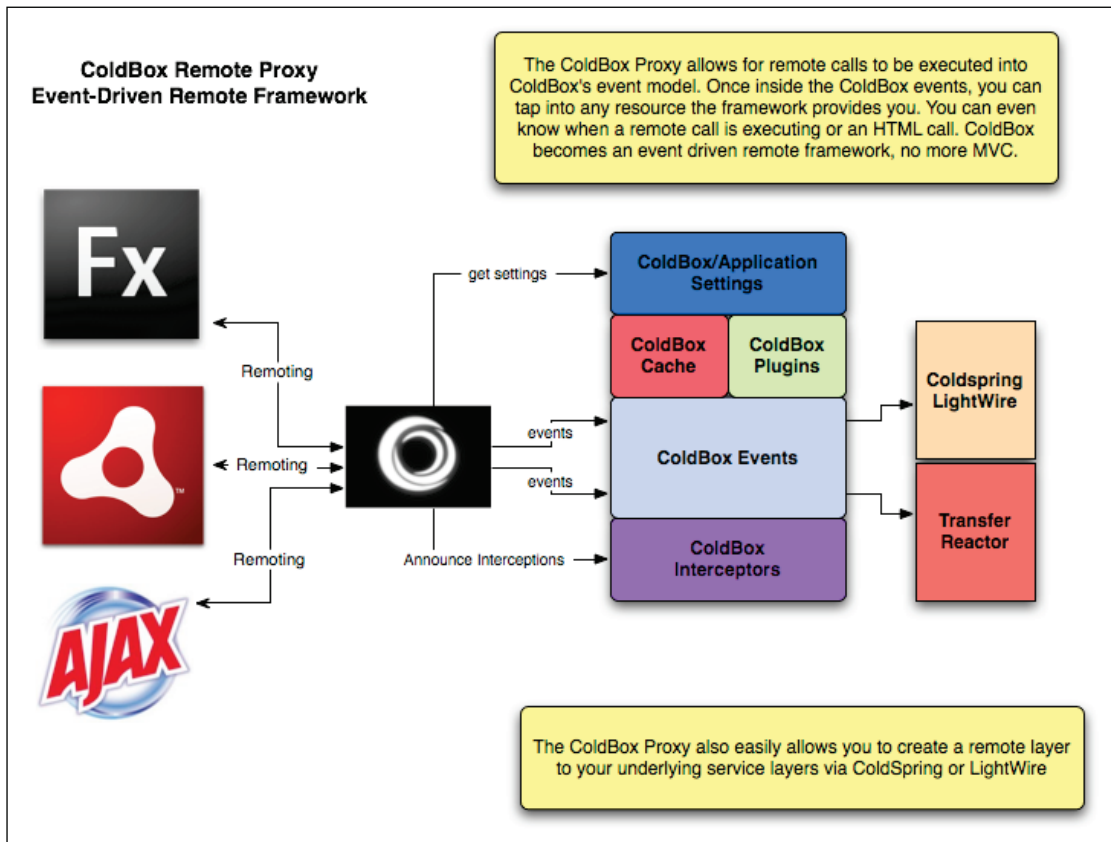 ColdBox Remote Proxy
Event-Driven Remote Framework
The ColdBox Proxy allows for remote calls to be executed into
ColdBox's event model. Once inside the ColdBox events, you can
tap into any resource the framework provides you. You can even
know when a remote call is executing or an HTML call. ColdBox
becomes an event driven remote framework, no more MVC.
Fx
Remoting
Remoting
TM
Remoting
AJAX
get settings
events
events
Announce Interceptions
ColdBox/Application
Settings
ColdBox
Cache
ColdBox
Plugins
ColdBox Events
ColdBox
Interceptors
Coldspring
LightWire
Transfer
Reactor
The ColdBox Proxy also easily allows you to create a remote layer
to your underlying service layers via ColdSpring or LightWire